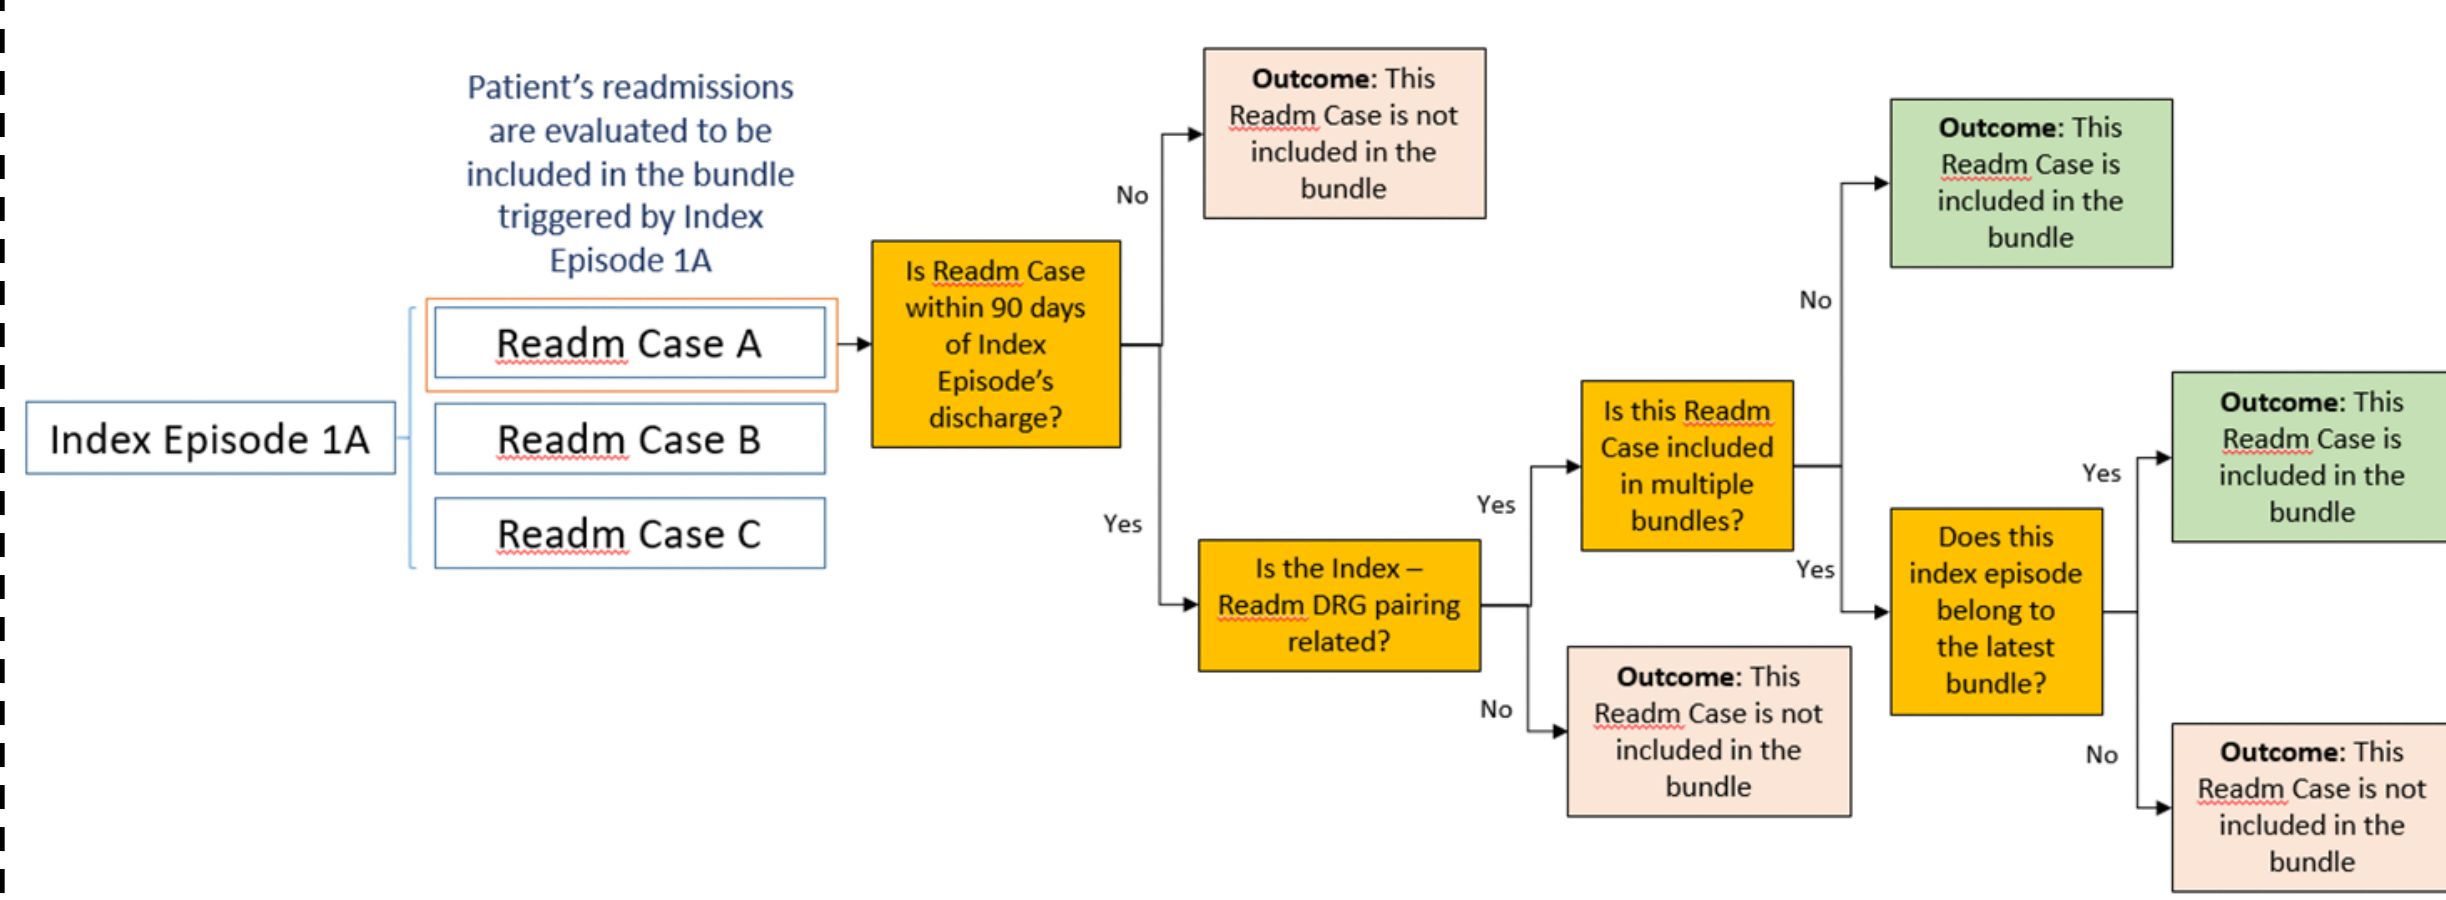 Patient's readmissions
are evaluated to be
included in the bundle
triggered by Index
Episode 1A
Index Episode 1A
Readm Case A
Readm Case B
Readm Case C
Is Readm Case
within 90 days
of Index
Episode's
discharge?
No
Outcome: This
Readm Case is not
included in the
bundle
Yes
Is the Index –
Readm DRG pairing
related?
Yes
Is this Readm
Case included
in multiple
bundles?
No
Outcome: This
Readm Case is not
included in the
bundle
No
Outcome: This
Readm Case is
included in the
bundle
Yes
Does this
index episode
belong to
the latest
bundle?
Yes
Outcome: This
Readm Case is
included in the
bundle
No
Outcome: This
Readm Case is not
included in the
bundle